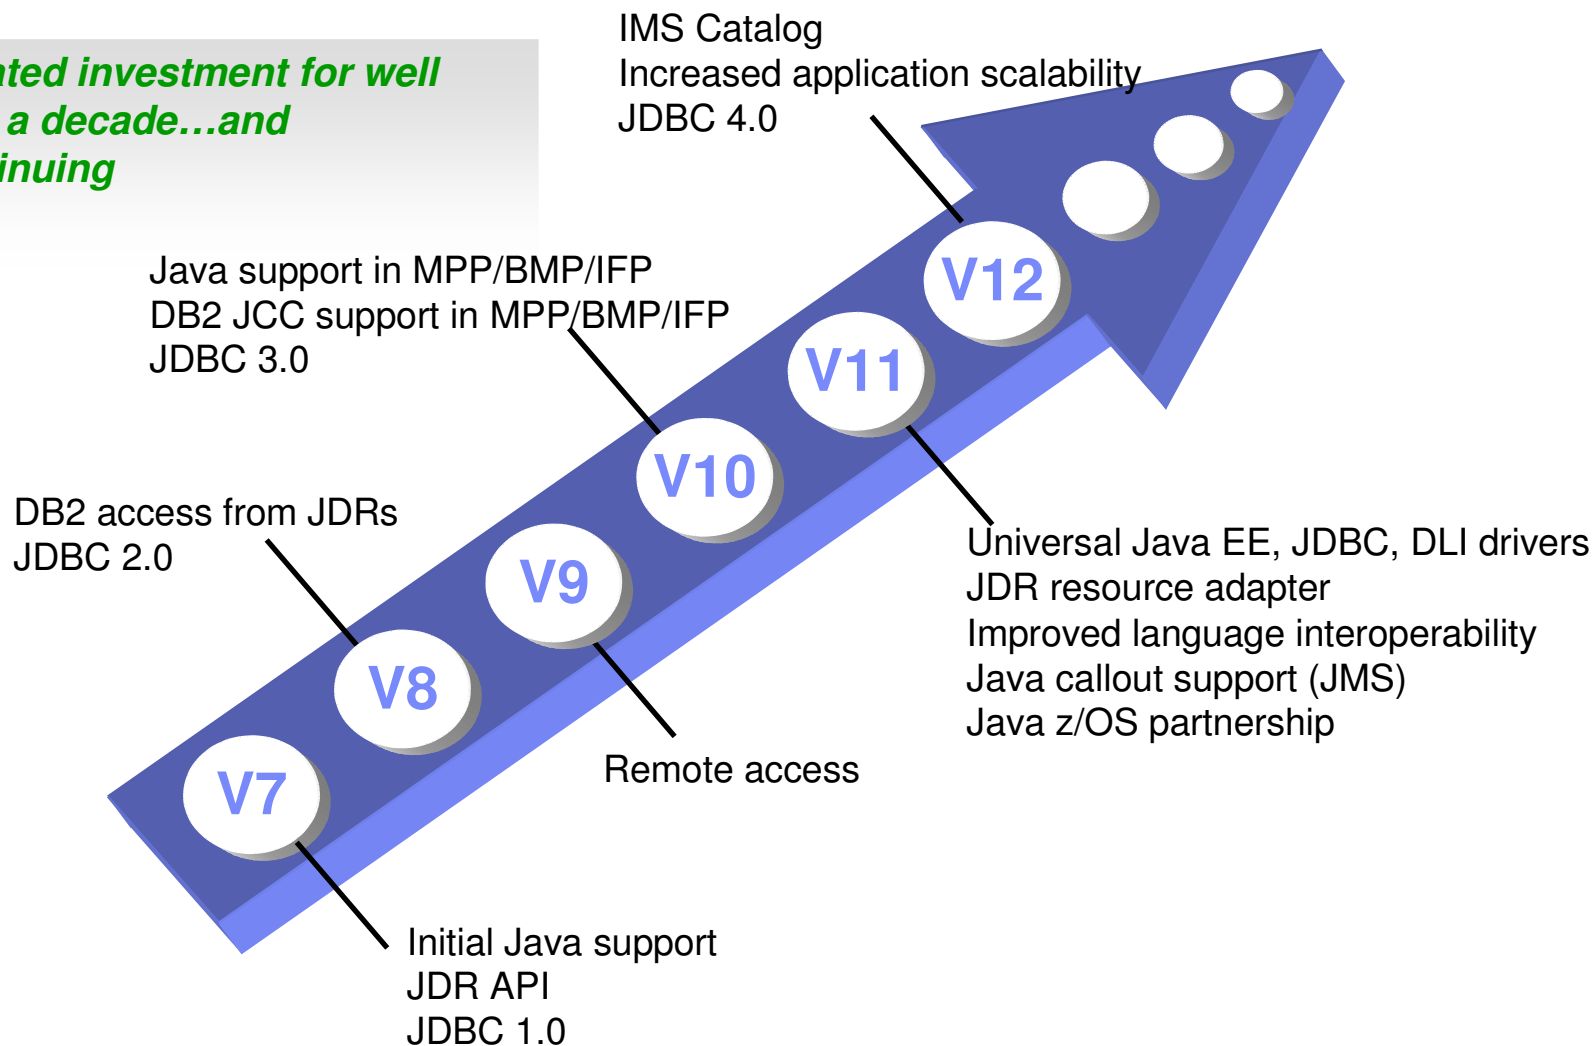 ated investment for well
a decade…and
tinuing
IMS Catalog
Increased application scalability
JDBC 4.0
Java support in MPP/BMP/IFP
DB2 JCC support in MPP/BMP/IFP
JDBC 3.0
DB2 access from JDRs
JDBC 2.0
V12
V11
V10
V9
V8
V7
Universal Java EE, JDBC, DLI drivers
JDR resource adapter
Improved language interoperability
Java callout support (JMS)
Java z/OS partnership
Remote access
Initial Java support
JDR API
JDBC 1.0